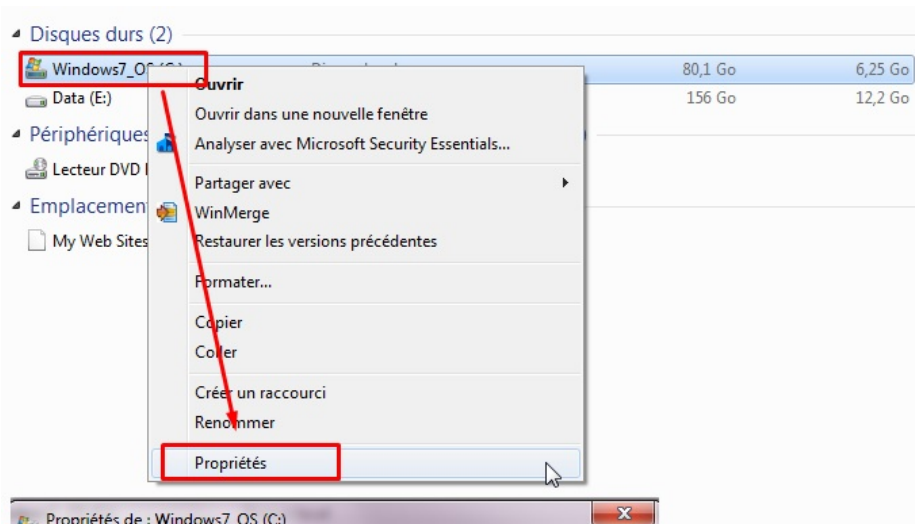 Disques durs (2)
Windows7_OS (C:) 80,1 Go 6,25 Go
Data (E:) 156 Go 12,2 Go
Périphériques
Lecteur DVD
Emplacemen
My Web Sites
Ouvrir
Ouvrir dans une nouvelle fenêtre
Analyser avec Microsoft Security Essentials...
Partager avec
WinMerge
Restaurer les versions précédentes
Formater...
Copier
Coller
Créer un raccourci
Renommer
Propriétés
Propriétés de : Windows7_OS (C:)